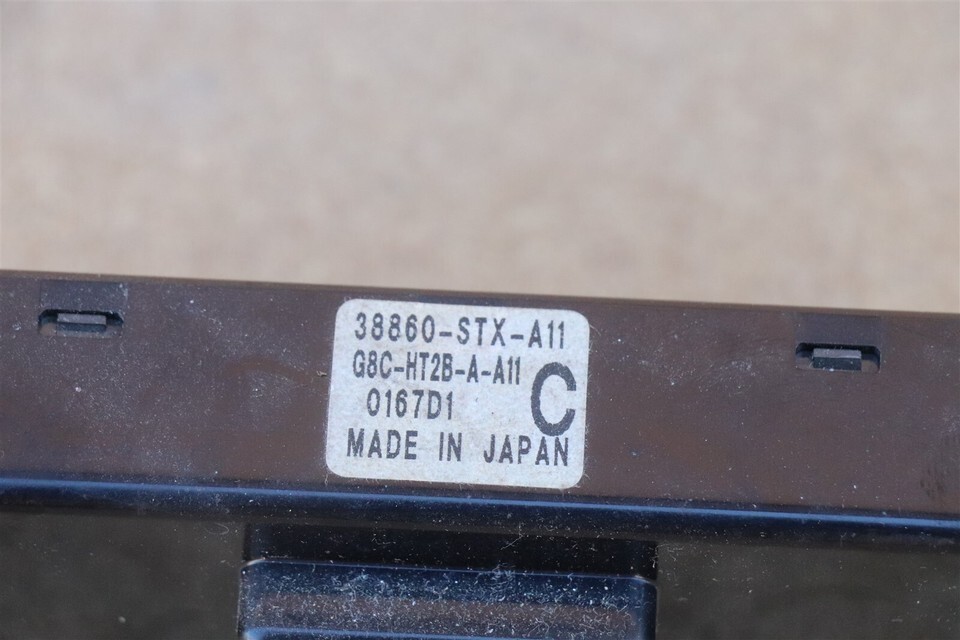 38860-STX-A11
G8C-HT2B-A-A11
0167D1 C
MADE IN JAPAN